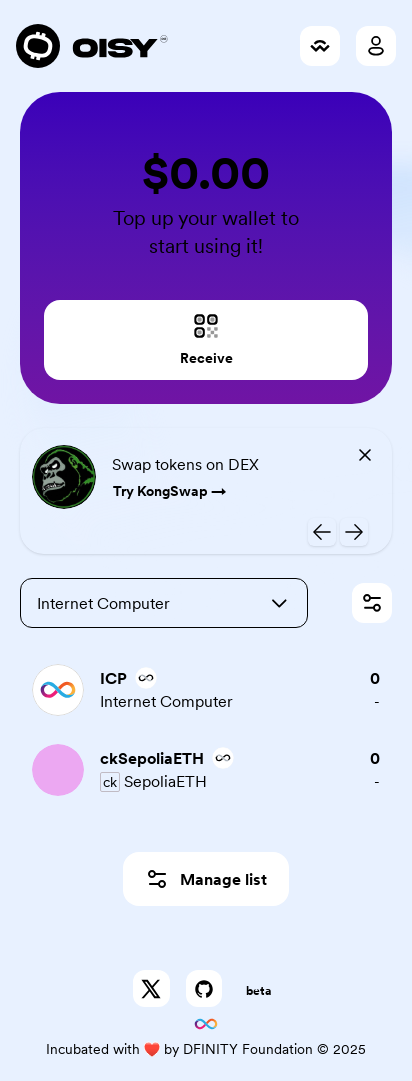 OISY
$0.00
Top up your wallet to
start using it!
Receive
Swap tokens on DEX
Try KongSwap →
Internet Computer
ICP
0
Internet Computer
-
ckSepoliaETH
0
ck SepoliaETH
-
Manage list
beta
Incubated with ❤️ by DFINITY Foundation © 2025